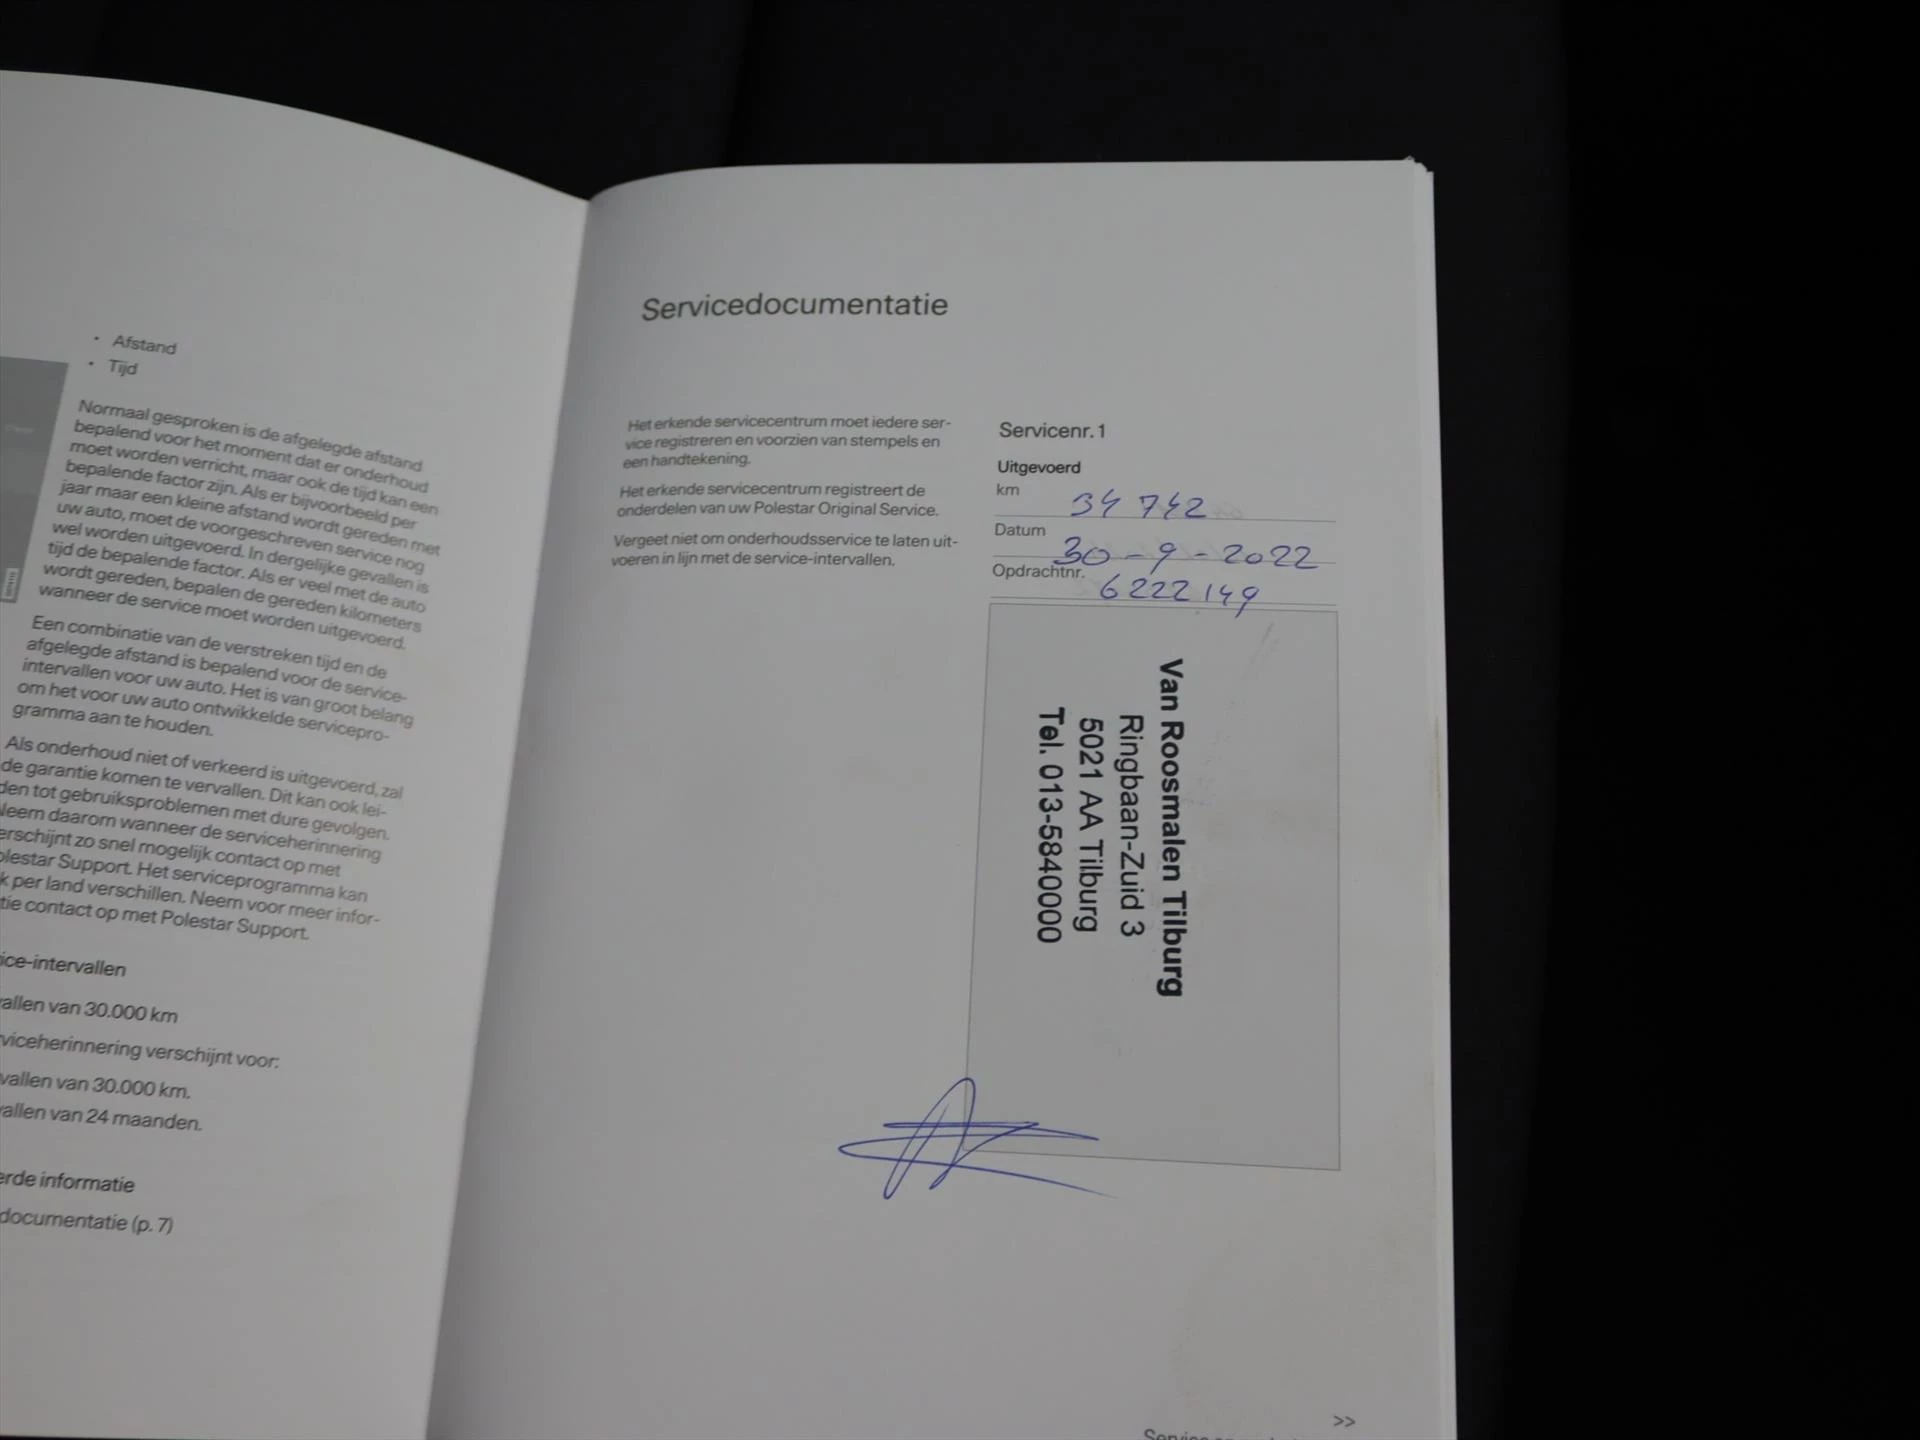 • Afstand
• Tijd
Normaal gesproken is de afgelegde afstand
bepalend voor het moment dat er onderhoud
moet worden verricht, maar ook de tijd kan een
bepalende factor zijn. Als er bijvoorbeeld per
jaar maar een kleine afstand wordt gereden met
uw auto, moet de voorgeschreven service nog
wel worden uitgevoerd. In dergelijke gevallen is
tijd de bepalende factor. Als er veel met de auto
wordt gereden, bepalen de gereden kilometers
wanneer de service moet worden uitgevoerd.
Een combinatie van de verstreken tijd en de
afgelegde afstand is bepalend voor de service-
intervallen voor uw auto. Het is van groot belang
om het voor uw auto ontwikkelde servicepro-
gramma aan te houden.
Als onderhoud niet of verkeerd is uitgevoerd, zal
de garantie komen te vervallen. Dit kan ook lei-
den tot gebruiksproblemen met dure gevolgen.
Neem daarom wanneer de serviceherinnering
erschijnt zo snel mogelijk contact op met
olestar Support. Het serviceprogramma kan
k per land verschillen. Neem voor meer infor-
tie contact op met Polestar Support.
ice-intervallen
allen van 30.000 km
viceherinnering verschijnt voor:
vallen van 30.000 km.
vallen van 24 maanden.
erde informatie
documentatie (p. 7)
Servicedocumentatie
Het erkende servicecentrum moet iedere ser-
vice registreren en voorzien van stempels en
een handtekening.
Het erkende servicecentrum registreert de
onderdelen van uw Polestar Original Service.
Vergeet niet om onderhoudsservice te laten uit-
voeren in lijn met de service-intervallen.
Servicenr. 1
Uitgevoerd
km 34 742
Datum 30 - 9 - 2022
Opdrachtnr. 6222149
Van Roosmalen Tilburg
Ringbaan-Zuid 3
5021 AA Tilburg
Tel. 013-5840000
>>